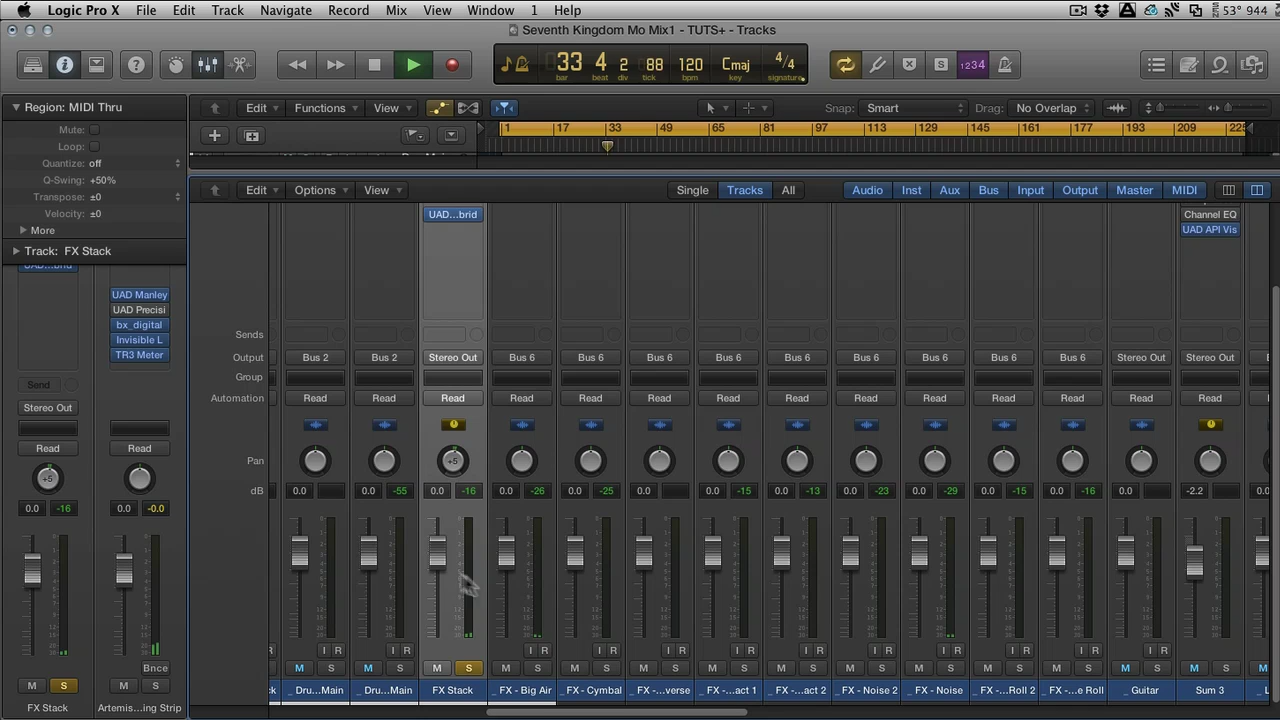 Logic Pro X File Edit Track Navigate Record Mix View Window 1 Help 53° 944
Seventh Kingdom Mo Mix1 - TUTS+ - Tracks
33 4 2 88 120 Cmaj 4/4
bar beat div tick bpm key signature
1234
Region: MIDI Thru
Edit Functions View Snap: Smart Drag: No Overlap
Mute:
Loop:
Quantize: off
Q-Swing: +50%
Transpose: ±0
Velocity: ±0
More
Track: FX Stack
1 17 33 49 65 81 97 113 129 145 161 177 193 209 225
Edit Options View Single Tracks All Audio Inst Aux Bus Input Output Master MIDI
UAD...brid Channel EQ
UAD API Vis
UAD...brid
UAD Manley
UAD Precisi
bx_digital
Invisible L
TR3 Meter
Send
Stereo Out
Read Read
+5
0.0 -16 0.0 -0.0
Bnce
M S M S
FX Stack Artemis...ing Strip
Sends
Output Bus 2 Bus 2 Stereo Out Bus 6 Bus 6 Bus 6 Bus 6 Bus 6 Bus 6 Bus 6 Bus 6 Bus 6 Stereo Out Stereo Out
Group
Automation Read Read Read Read Read Read Read Read Read Read Read Read Read Read
Pan +5
dB 0.0 0.0 -55 0.0 -16 0.0 -26 0.0 -25 0.0 0.0 -15 0.0 -13 0.0 -23 0.0 -29 0.0 -15 0.0 -16 0.0 -2.2 0.0
R I R I R I R I R I R I R I R I R I R I R I R I R
M S M S M S M S M S M S M S M S M S M S M S M S M S M S M
Dru...Main Dru...Main FX Stack FX - Big Air FX - Cymbal FX -...verse FX -...act 1 FX -...act 2 FX - Noise 2 FX - Noise FX -...Roll 2 FX -...e Roll Guitar Sum 3